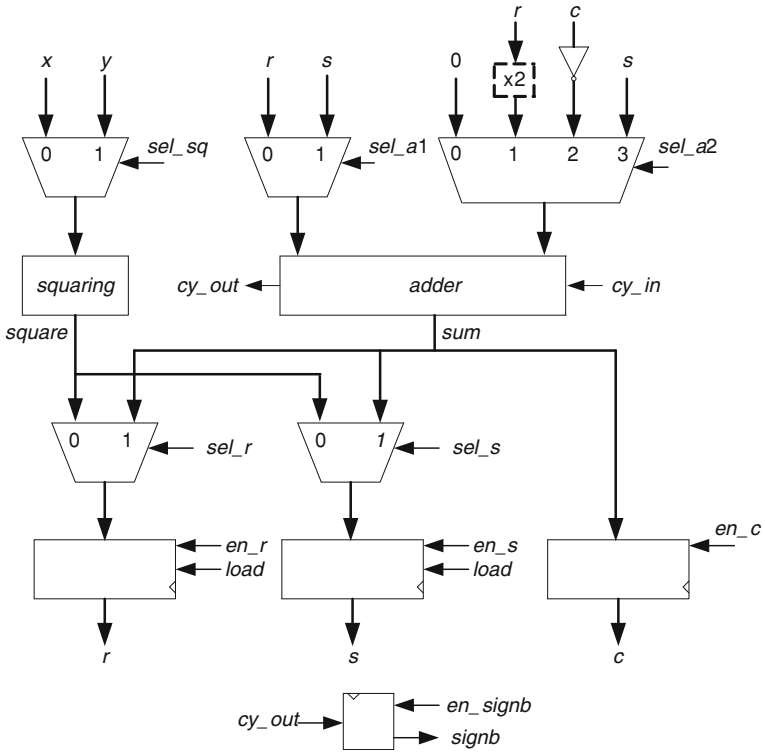 r c
x y r s 0 x2 s
0 1 sel_sq 0 1 sel_a1 0 1 2 3 sel_a2
squaring cy_out adder cy_in
square sum
0 1 sel_r 0 1 sel_s
en_r en_s en_c
load load
r s c
cy_out en_signb
signb